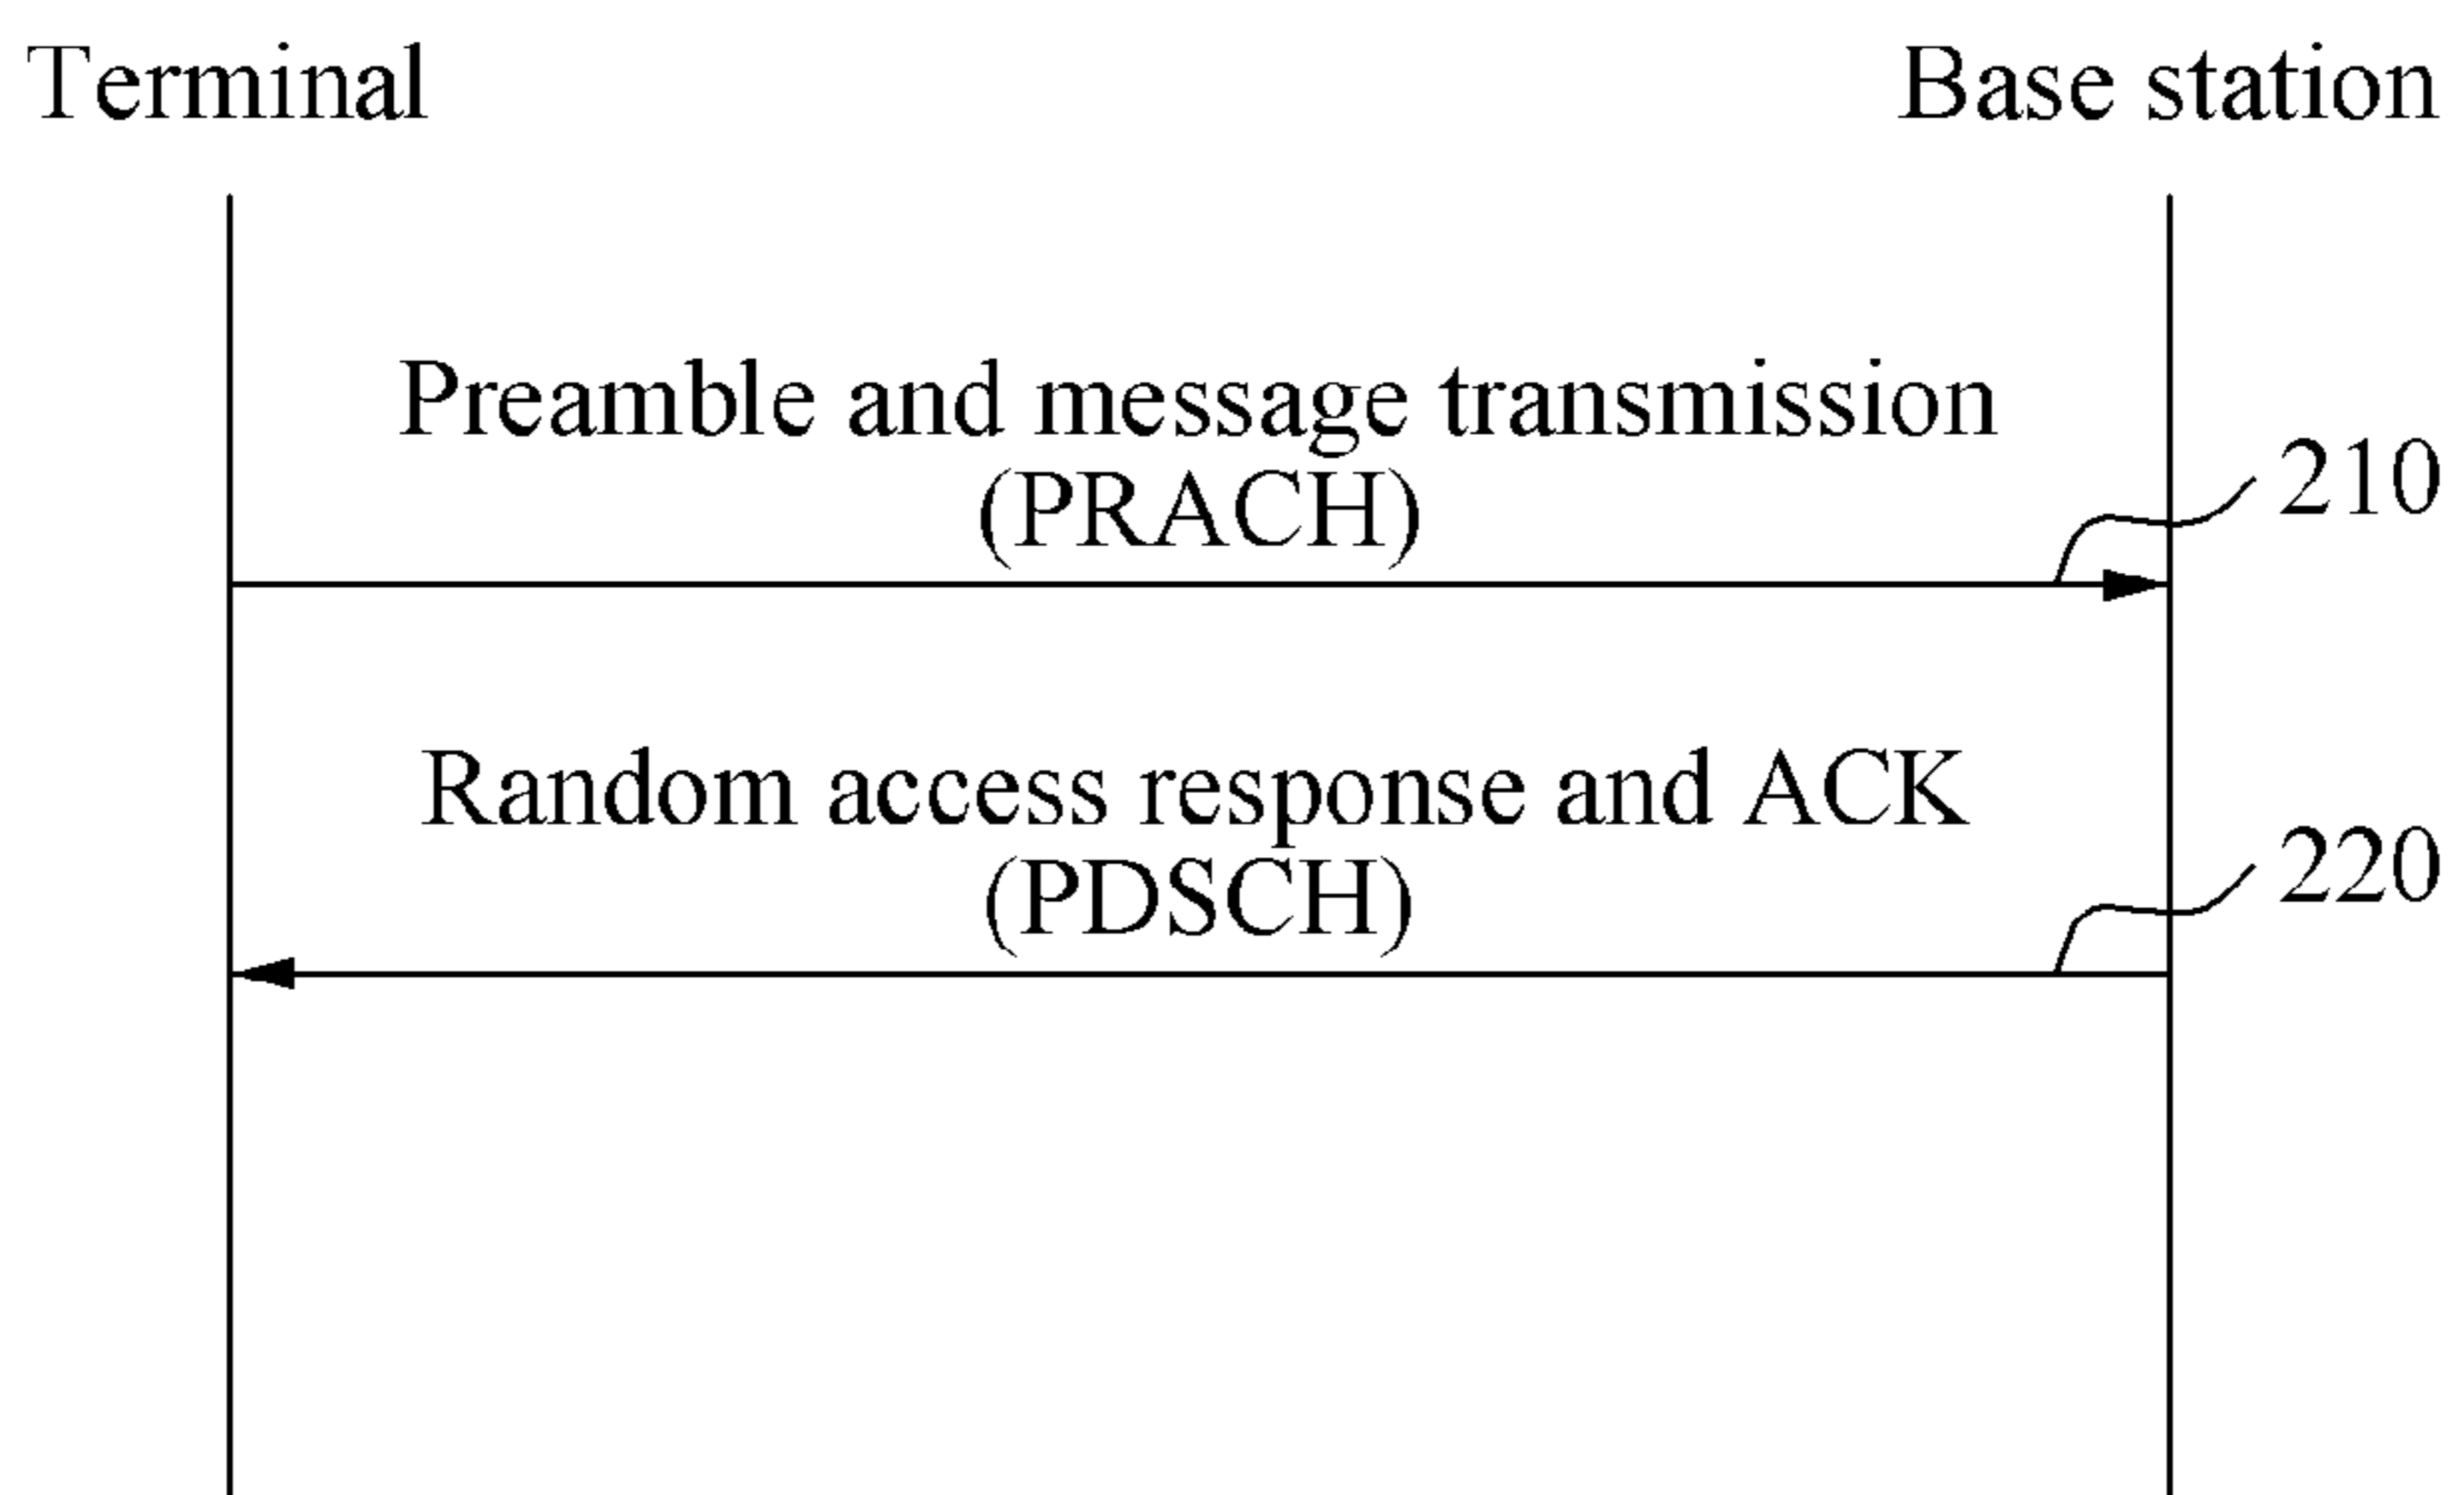 Terminal
Base station
Preamble and message transmission
(PRACH)
210
Random access response and ACK
(PDSCH)
220